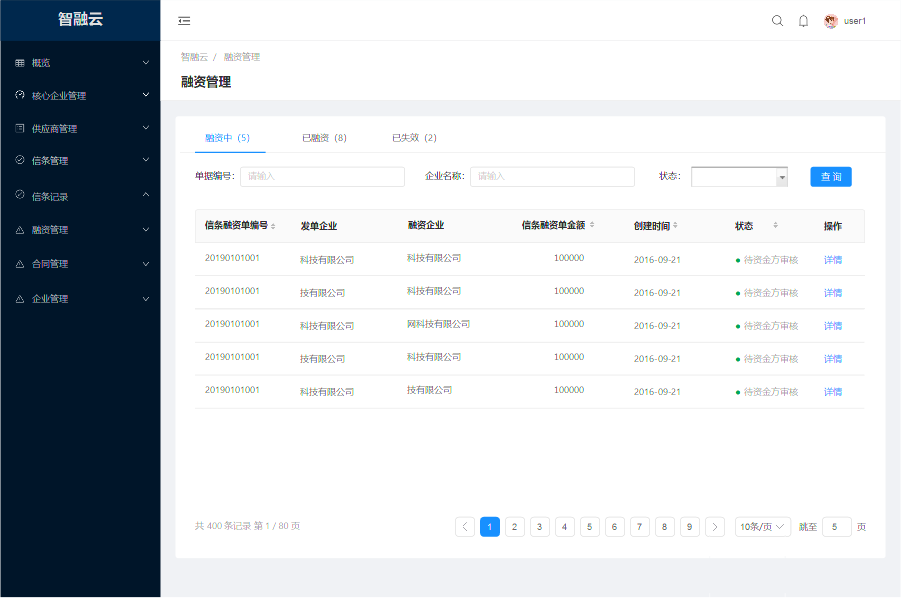 智融云
user1
概览
核心企业管理
供应商管理
信条管理
信条记录
融资管理
合同管理
企业管理
智融云 / 融资管理
融资管理
融资中（5） 已融资（8） 已失效（2）
单据编号： 请输入 企业名称： 请输入 状态： 查 询
信条融资单编号 发单企业 融资企业 信条融资单金额 创建时间 状态 操作
20190101001 科技有限公司 科技有限公司 100000 2016-09-21 待资金方审核 详情
20190101001 技有限公司 科技有限公司 100000 2016-09-21 待资金方审核 详情
20190101001 科技有限公司 网科技有限公司 100000 2016-09-21 待资金方审核 详情
20190101001 技有限公司 科技有限公司 100000 2016-09-21 待资金方审核 详情
20190101001 科技有限公司 技有限公司 100000 2016-09-21 待资金方审核 详情
共 400 条记录 第 1 / 80 页 1 2 3 4 5 6 7 8 9 10条/页 跳至 5 页